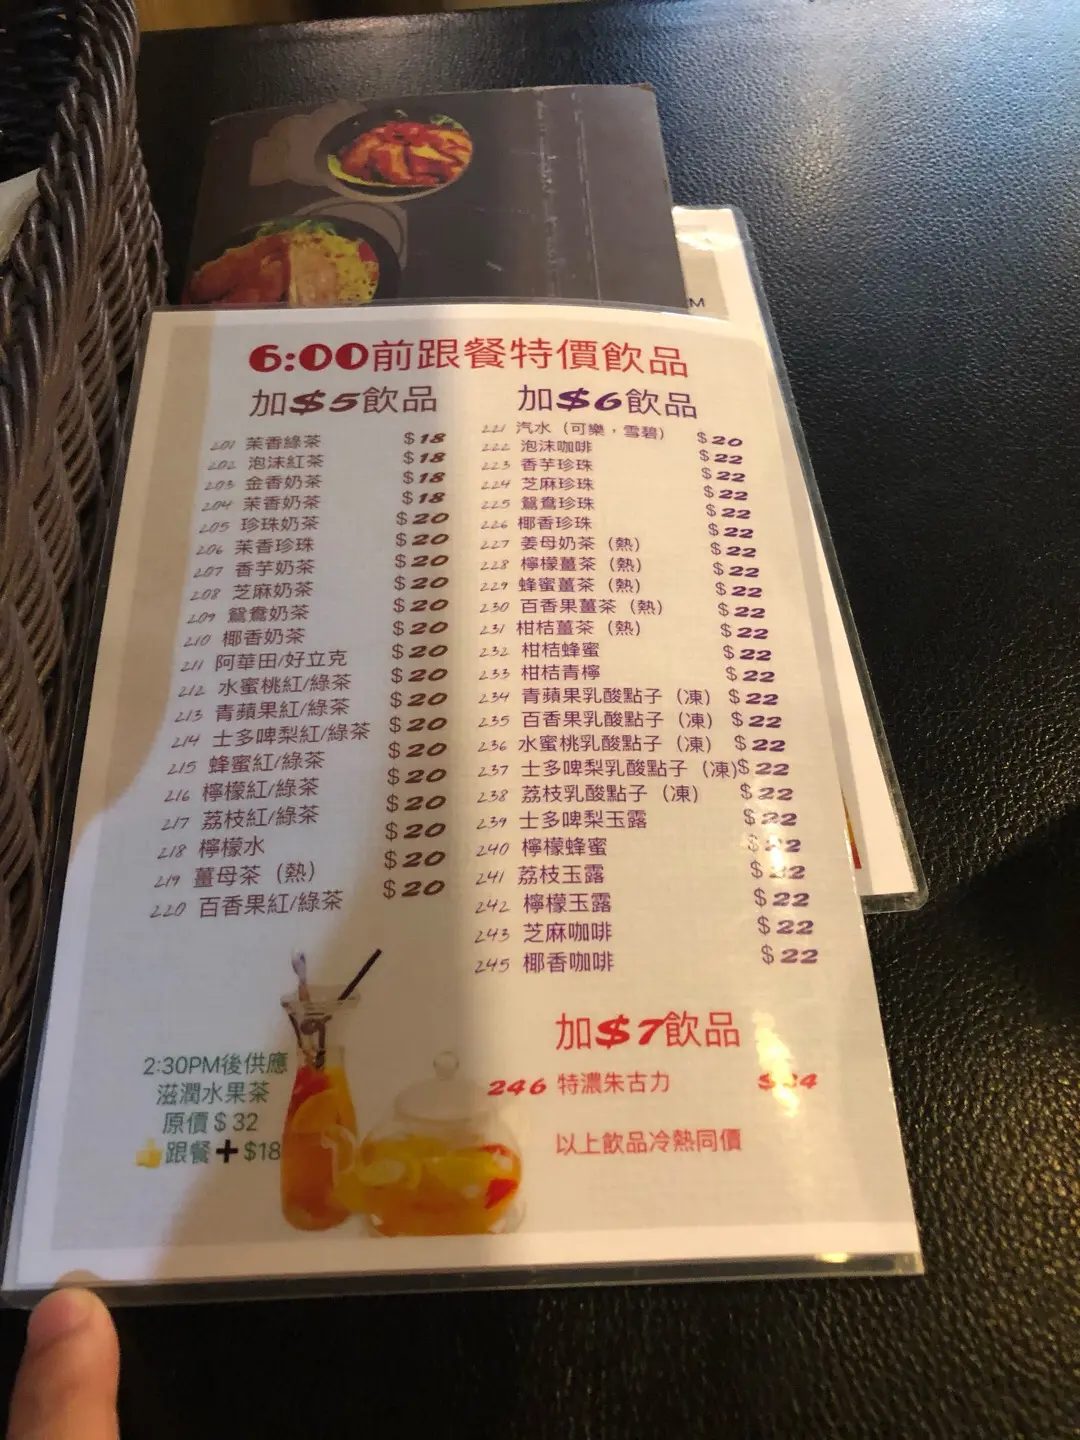 M
6:00前跟餐特價飲品
加$5飲品
201 茉香綠茶 $18
202 泡沫紅茶 $18
203 金香奶茶 $18
204 茉香奶茶 $18
205 珍珠奶茶 $20
206 茉香珍珠 $20
207 香芋奶茶 $20
208 芝麻奶茶 $20
209 鴛鴦奶茶 $20
210 椰香奶茶 $20
211 阿華田/好立克 $20
212 水蜜桃紅/綠茶 $20
213 青蘋果紅/綠茶 $20
214 士多啤梨紅/綠茶 $20
215 蜂蜜紅/綠茶 $20
216 檸檬紅/綠茶 $20
217 荔枝紅/綠茶 $20
218 檸檬水 $20
219 薑母茶（熱） $20
220 百香果紅/綠茶 $20
加$6飲品
221 汽水（可樂，雪碧） $20
222 泡沫咖啡 $22
223 香芋珍珠 $22
224 芝麻珍珠 $22
225 鴛鴦珍珠 $22
226 椰香珍珠 $22
227 姜母奶茶（熱） $22
228 檸檬薑茶（熱） $22
229 蜂蜜薑茶（熱） $22
230 百香果薑茶（熱） $22
231 柑桔薑茶（熱） $22
232 柑桔蜂蜜 $22
233 柑桔青檸 $22
234 青蘋果乳酸點子（凍） $22
235 百香果乳酸點子（凍） $22
236 水蜜桃乳酸點子（凍） $22
237 士多啤梨乳酸點子（凍) $22
238 荔枝乳酸點子（凍） $22
239 士多啤梨玉露 $22
240 檸檬蜂蜜 $22
241 荔枝玉露 $22
242 檸檬玉露 $22
243 芝麻咖啡 $22
245 椰香咖啡 $22
加$7飲品
246 特濃朱古力
以上飲品冷熱同價
2:30PM後供應
滋潤水果茶
原價$32
👍跟餐➕$18